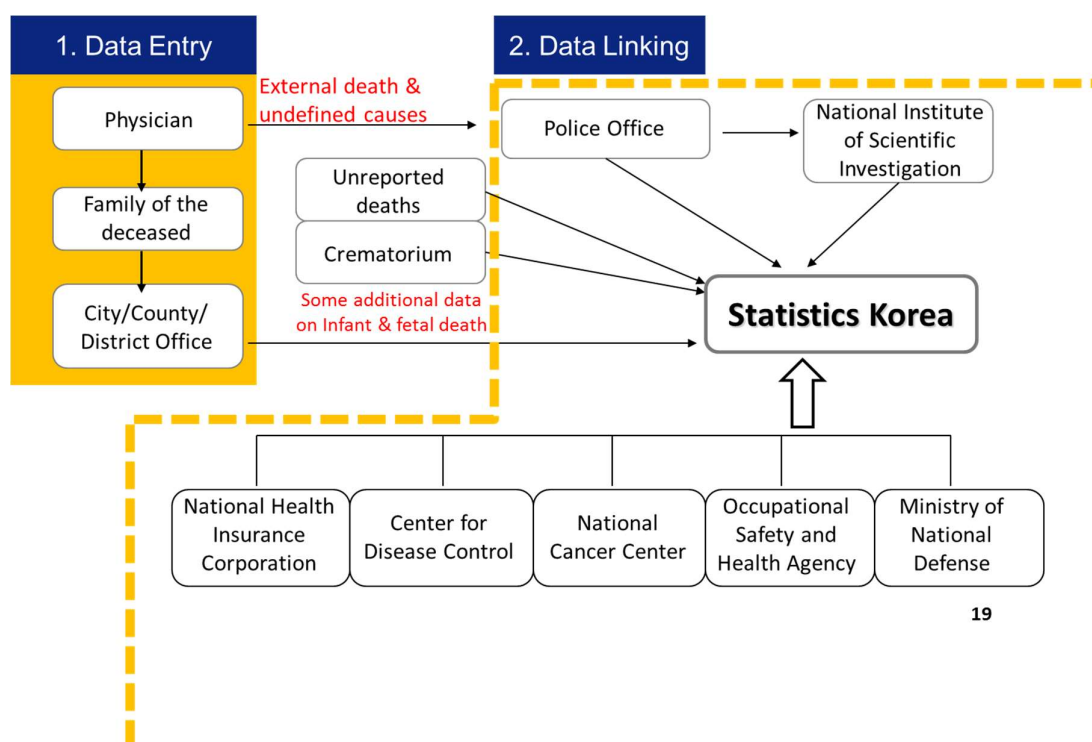 1. Data Entry
2. Data Linking
Physician
Family of the
deceased
City/County/
District Office
External death &
undefined causes
Unreported
deaths
Crematorium
Some additional data
on Infant & fetal death
Police Office
National Institute
of Scientific
Investigation
Statistics Korea
National Health
Insurance
Corporation
Center for
Disease Control
National
Cancer Center
Occupational
Safety and
Health Agency
Ministry of
National
Defense
19